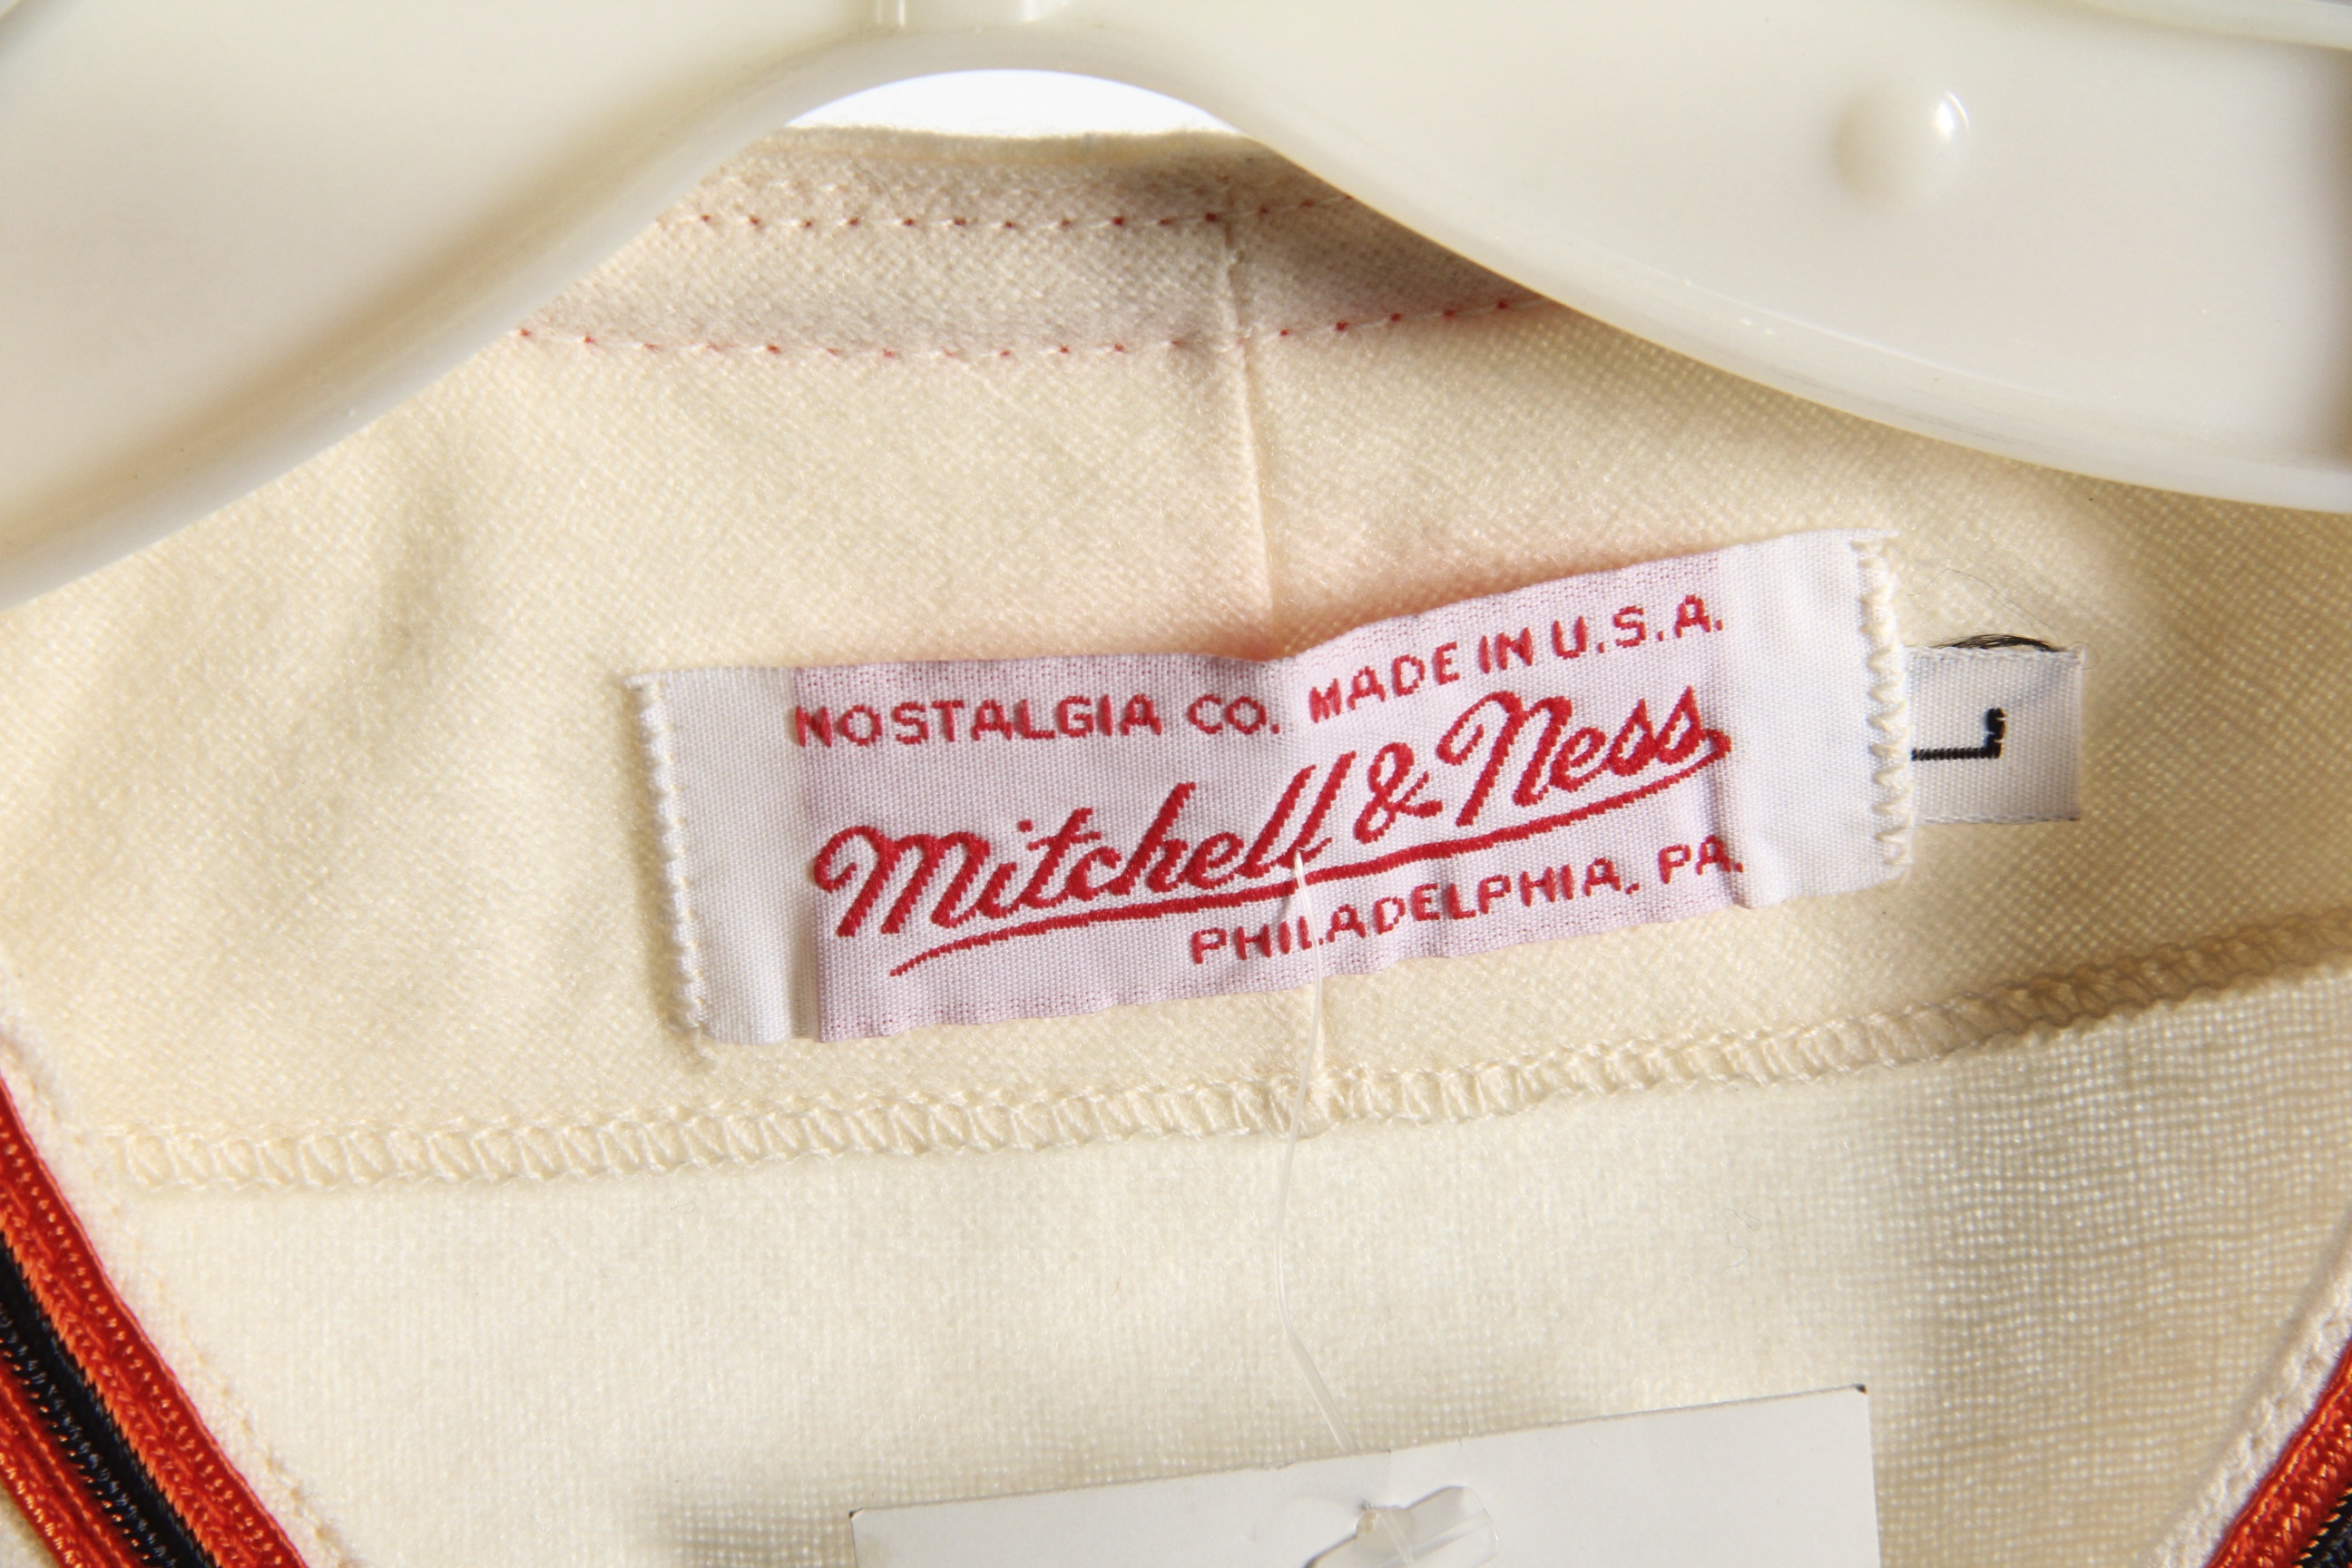 NOSTALGIA CO. MADE IN U.S.A.
Mitchell & Ness
PHILADELPHIA, PA.
L